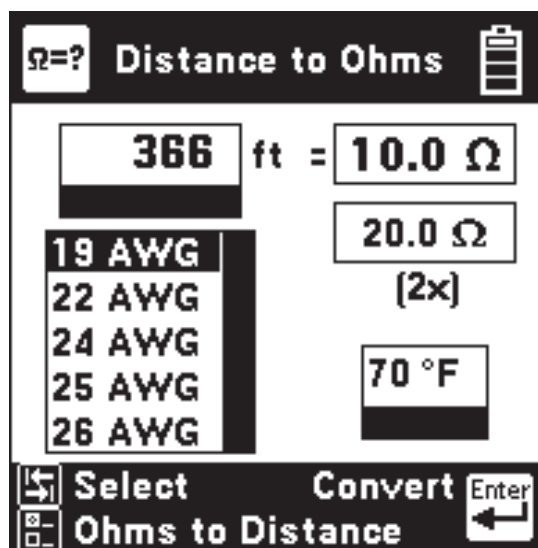 Ω=? Distance to Ohms
366 ft = 10.0 Ω
20.0 Ω
(2x)
19 AWG
22 AWG
24 AWG
25 AWG
26 AWG
70 °F
Select Convert Enter
Ohms to Distance